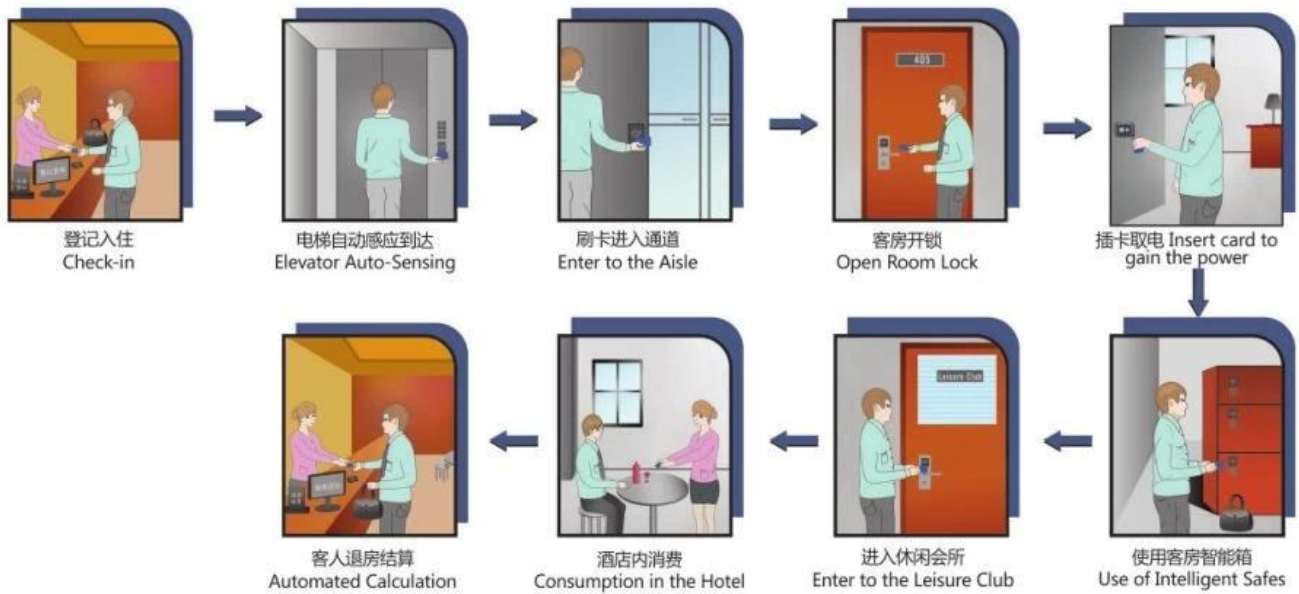 403
登记入住
Check-in
电梯自动感应到达
Elevator Auto-Sensing
刷卡进入通道
Enter to the Aisle
客房开锁
Open Room Lock
插卡取电 Insert card to
gain the power
Leisure Club
客人退房结算
Automated Calculation
酒店内消费
Consumption in the Hotel
进入休闲会所
Enter to the Leisure Club
使用客房智能箱
Use of Intelligent Safes